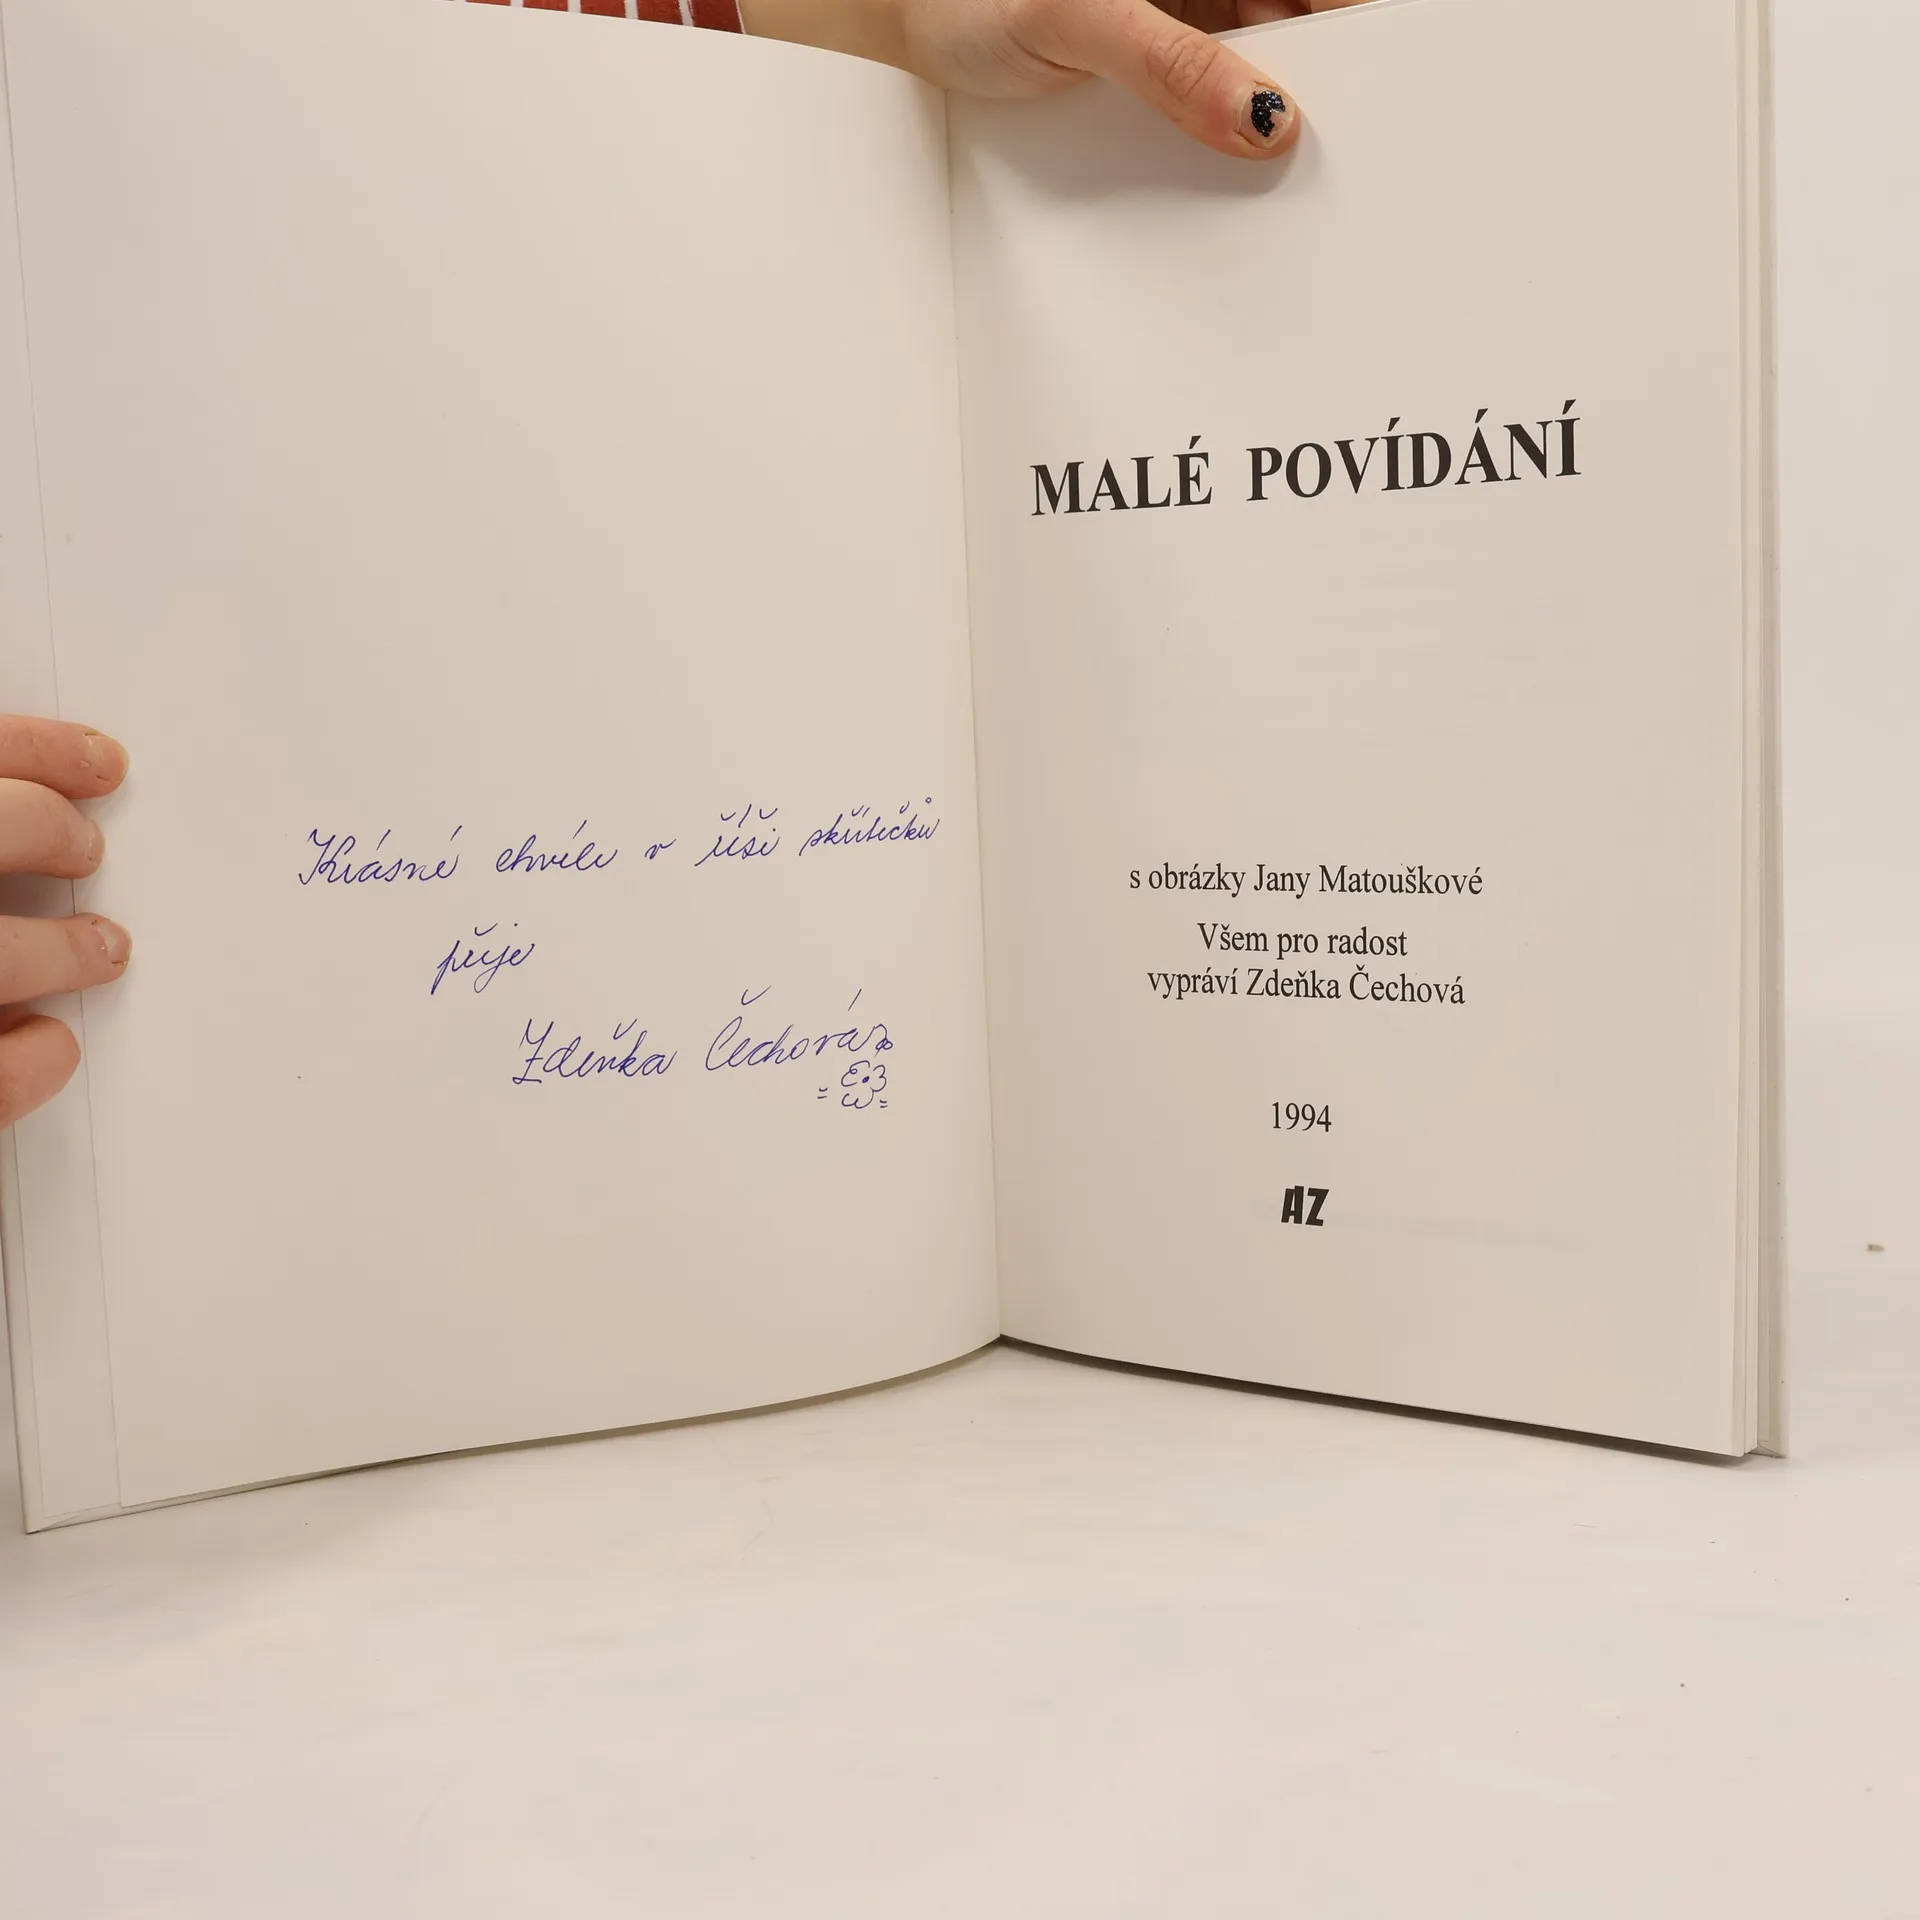 Krásné chvíle v říši skřítečků
přeje
Zdeňka Čechová
MALÉ POVÍDÁNÍ
s obrázky Jany Matouškové
Všem pro radost
vypráví Zdeňka Čechová
1994
AZ